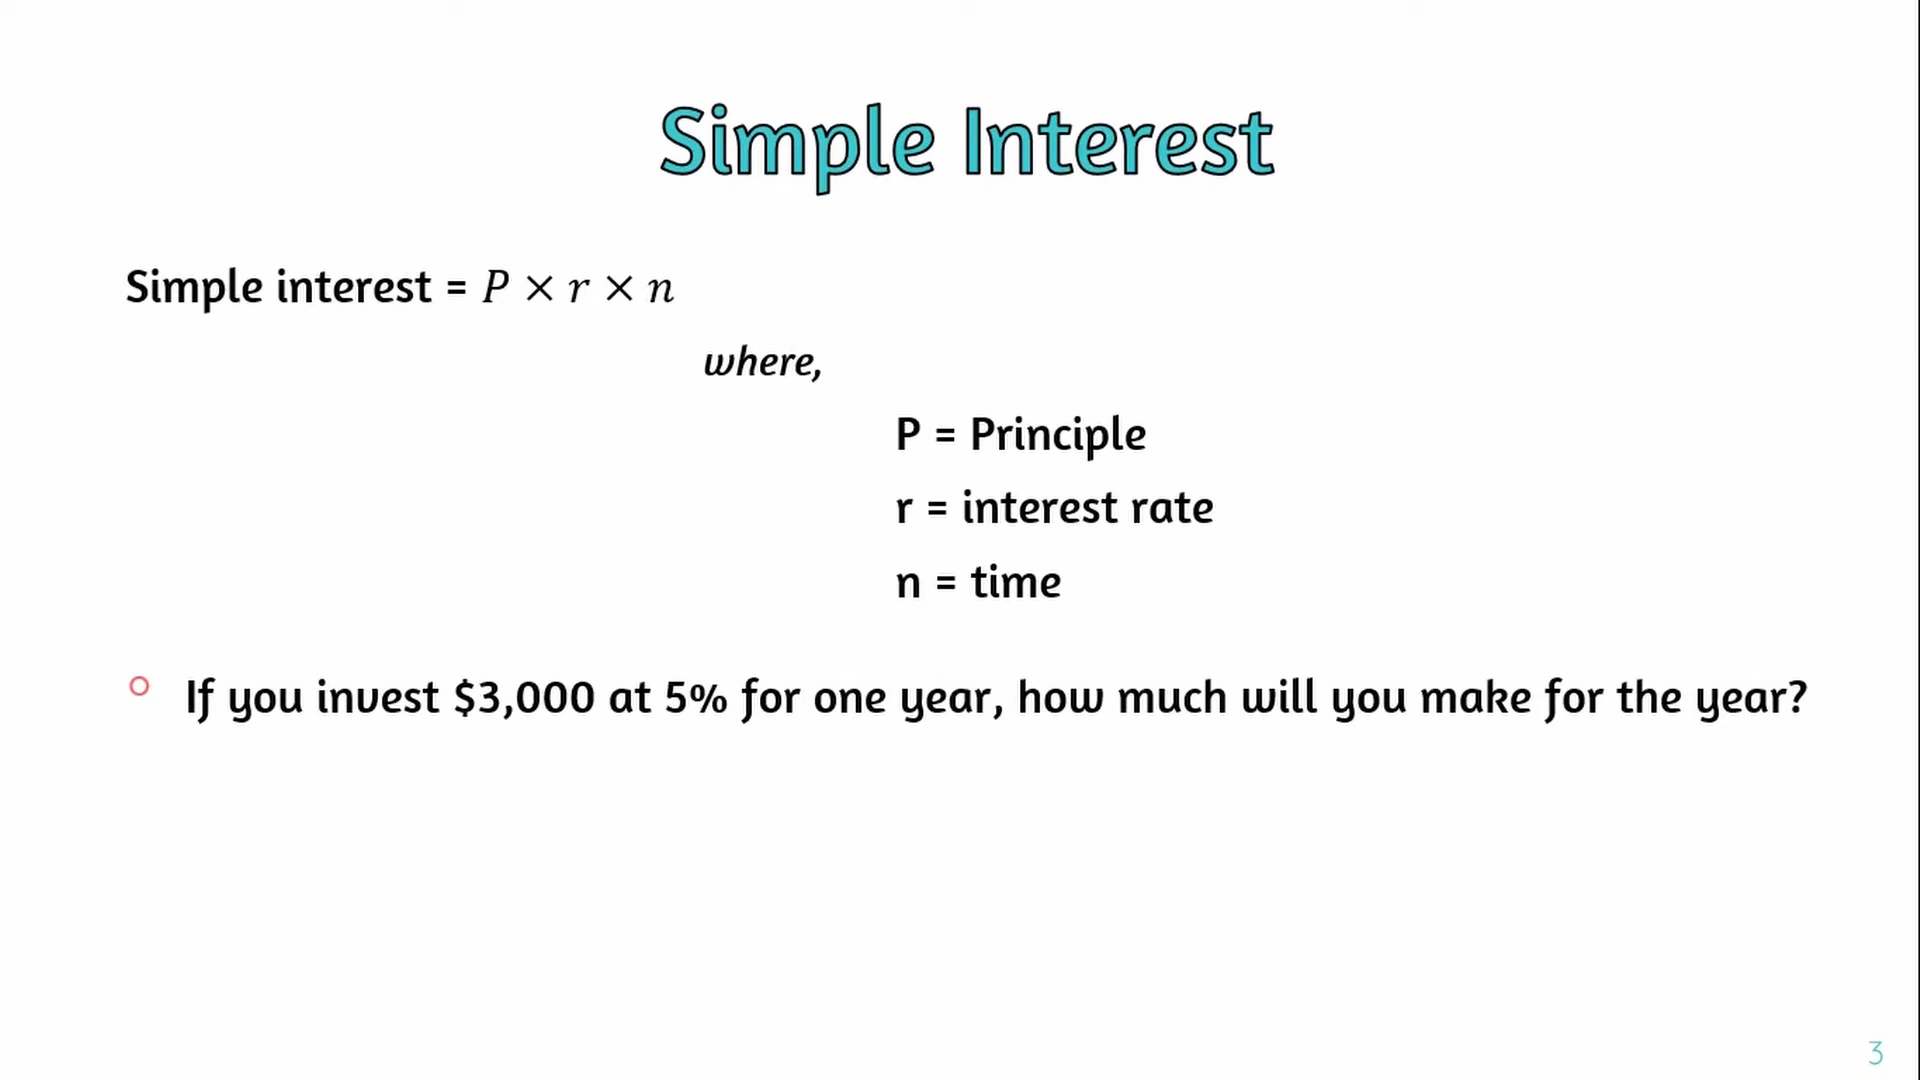 Simple Interest
Simple interest = P × r × n
where,
P = Principle
r = interest rate
n = time
If you invest $3,000 at 5% for one year, how much will you make for the year?
3